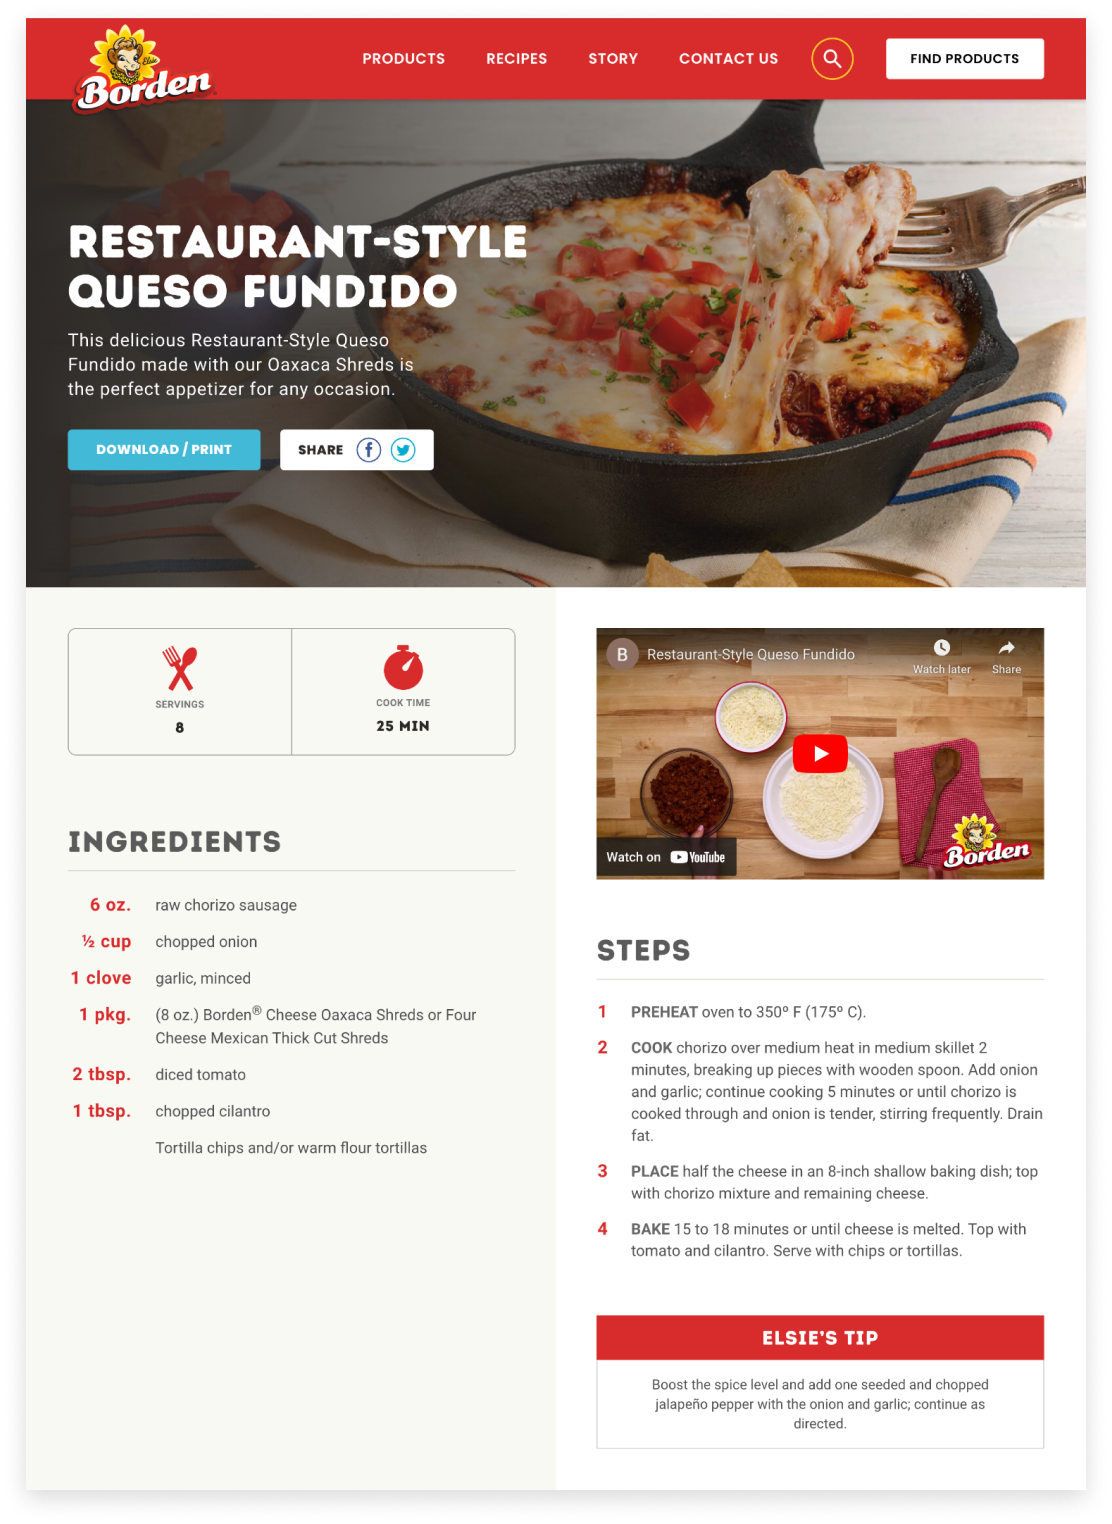 Elsie
Borden
PRODUCTS
RECIPES
STORY
CONTACT US
FIND PRODUCTS
RESTAURANT-STYLE
QUESO FUNDIDO
This delicious Restaurant-Style Queso
Fundido made with our Oaxaca Shreds is
the perfect appetizer for any occasion.
DOWNLOAD / PRINT
SHARE
SERVINGS
8
COOK TIME
25 MIN
INGREDIENTS
6 oz. raw chorizo sausage
½ cup chopped onion
1 clove garlic, minced
1 pkg. (8 oz.) Borden® Cheese Oaxaca Shreds or Four
Cheese Mexican Thick Cut Shreds
2 tbsp. diced tomato
1 tbsp. chopped cilantro
Tortilla chips and/or warm flour tortillas
B Restaurant-Style Queso Fundido
Watch later
Share
Borden
Watch on YouTube
STEPS
1 PREHEAT oven to 350º F (175º C).
2 COOK chorizo over medium heat in medium skillet 2
minutes, breaking up pieces with wooden spoon. Add onion
and garlic; continue cooking 5 minutes or until chorizo is
cooked through and onion is tender, stirring frequently. Drain
fat.
3 PLACE half the cheese in an 8-inch shallow baking dish; top
with chorizo mixture and remaining cheese.
4 BAKE 15 to 18 minutes or until cheese is melted. Top with
tomato and cilantro. Serve with chips or tortillas.
ELSIE'S TIP
Boost the spice level and add one seeded and chopped
jalapeño pepper with the onion and garlic; continue as
directed.